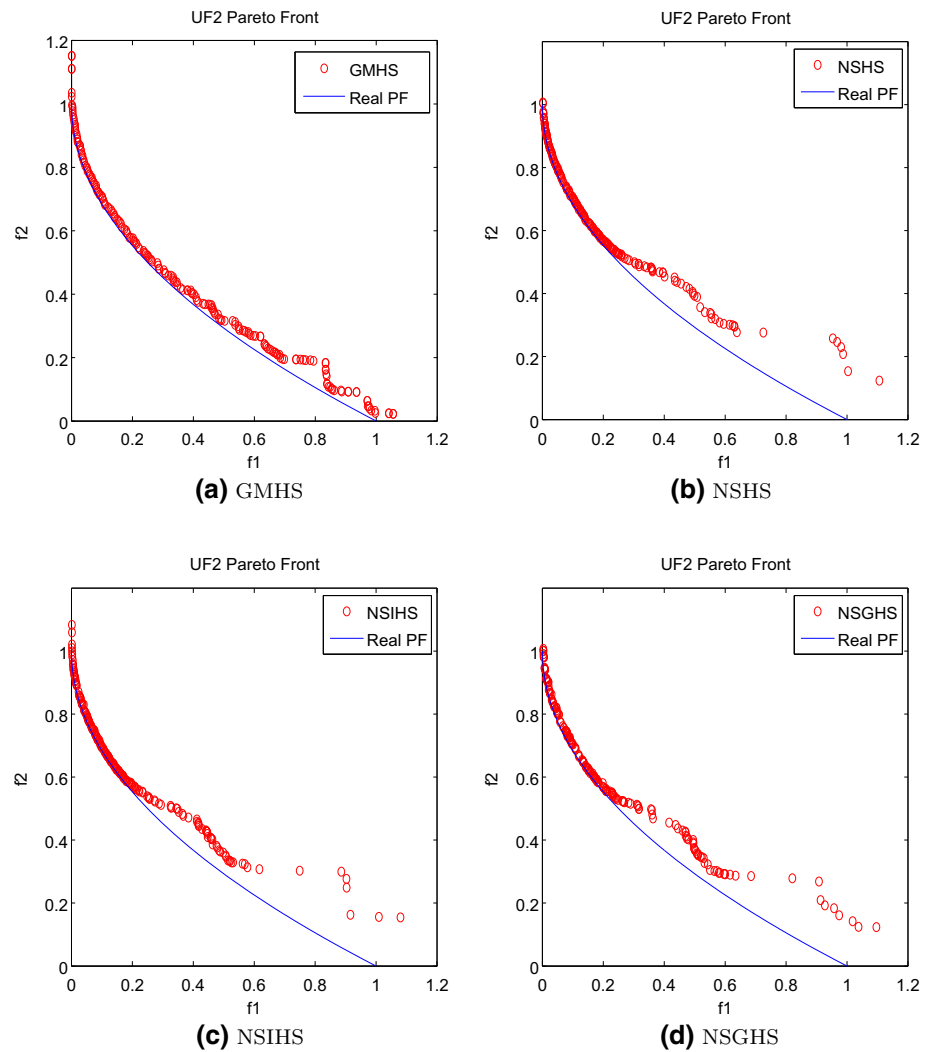 UF2 Pareto Front
1.2
1
0.8
0.6
0.4
0.2
0
f2
GMHS
Real PF
0 0.2 0.4 0.6 0.8 1 1.2
f1
(a) GMHS
UF2 Pareto Front
1
0.8
0.6
0.4
0.2
0
f2
NSHS
Real PF
0 0.2 0.4 0.6 0.8 1 1.2
f1
(b) NSHS
UF2 Pareto Front
1
0.8
0.6
0.4
0.2
0
f2
NSIHS
Real PF
0 0.2 0.4 0.6 0.8 1 1.2
f1
(c) NSIHS
UF2 Pareto Front
1
0.8
0.6
0.4
0.2
0
f2
NSGHS
Real PF
0 0.2 0.4 0.6 0.8 1 1.2
f1
(d) NSGHS